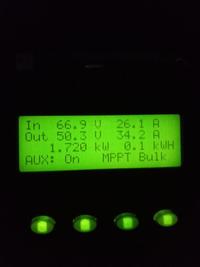 In 66.9 V 26.1 A
Out 50.3 V 34.2 A
1.720 kW 0.1 kWH
AUX: On MPPT Bulk